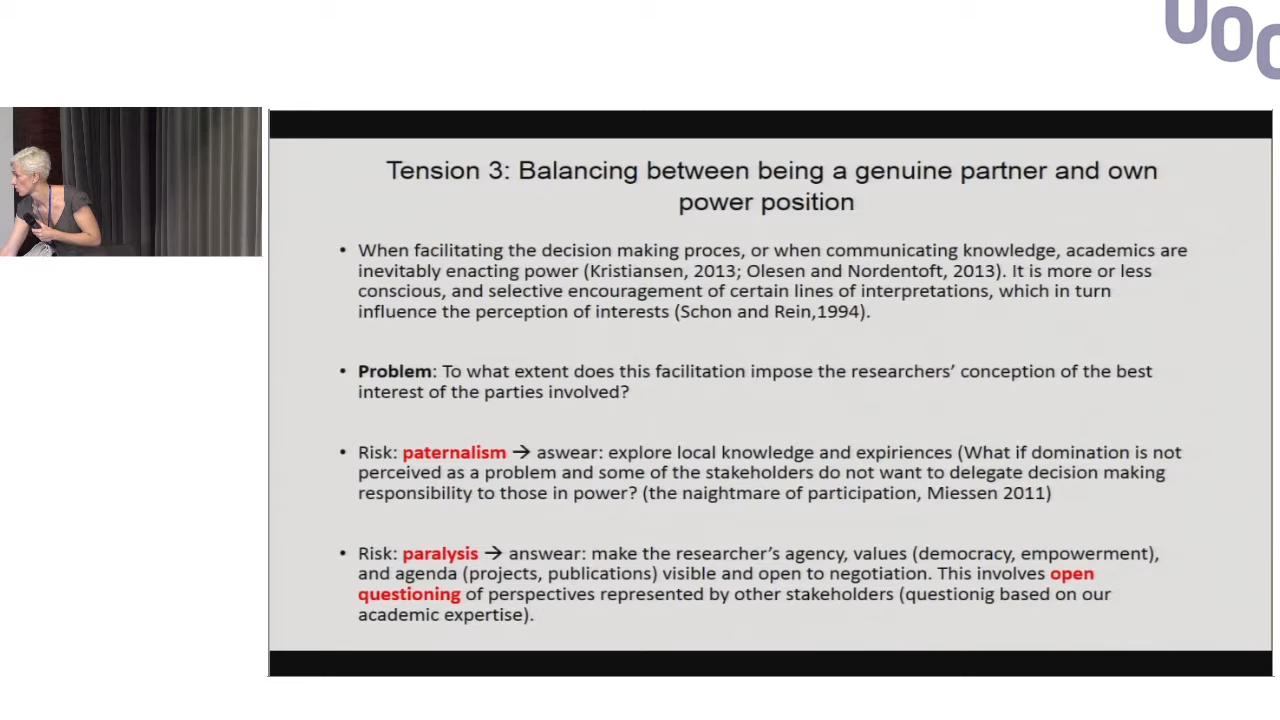 UOC
Tension 3: Balancing between being a genuine partner and own
power position
• When facilitating the decision making proces, or when communicating knowledge, academics are
inevitably enacting power (Kristiansen, 2013; Olesen and Nordentoft, 2013). It is more or less
conscious, and selective encouragement of certain lines of interpretations, which in turn
influence the perception of interests (Schon and Rein,1994).
• Problem: To what extent does this facilitation impose the researchers’ conception of the best
interest of the parties involved?
• Risk: paternalism → aswear: explore local knowledge and expiriences (What if domination is not
perceived as a problem and some of the stakeholders do not want to delegate decision making
responsibility to those in power? (the naightmare of participation, Miessen 2011)
• Risk: paralysis → answear: make the researcher’s agency, values (democracy, empowerment),
and agenda (projects, publications) visible and open to negotiation. This involves open
questioning of perspectives represented by other stakeholders (questionig based on our
academic expertise).